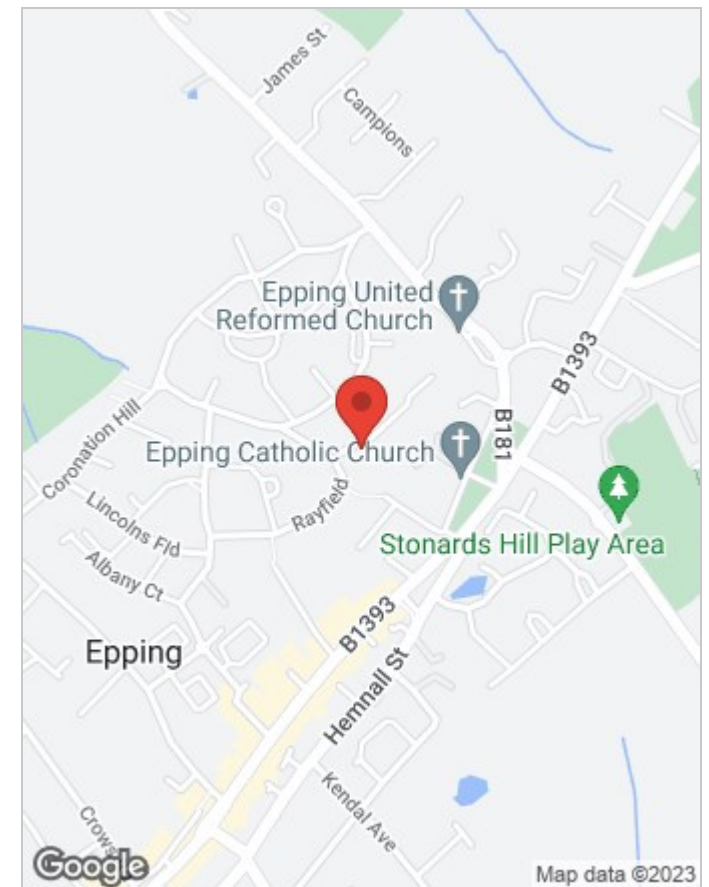 James St
Campions
Epping United
Reformed Church
B1393
B181
Coronation Hill
Epping Catholic Church
Rayfield
Lincolns Fld
Stonards Hill Play Area
Albany Ct
B1393
Epping
Hemnall St
Kendal Ave
Google
Map data ©2023